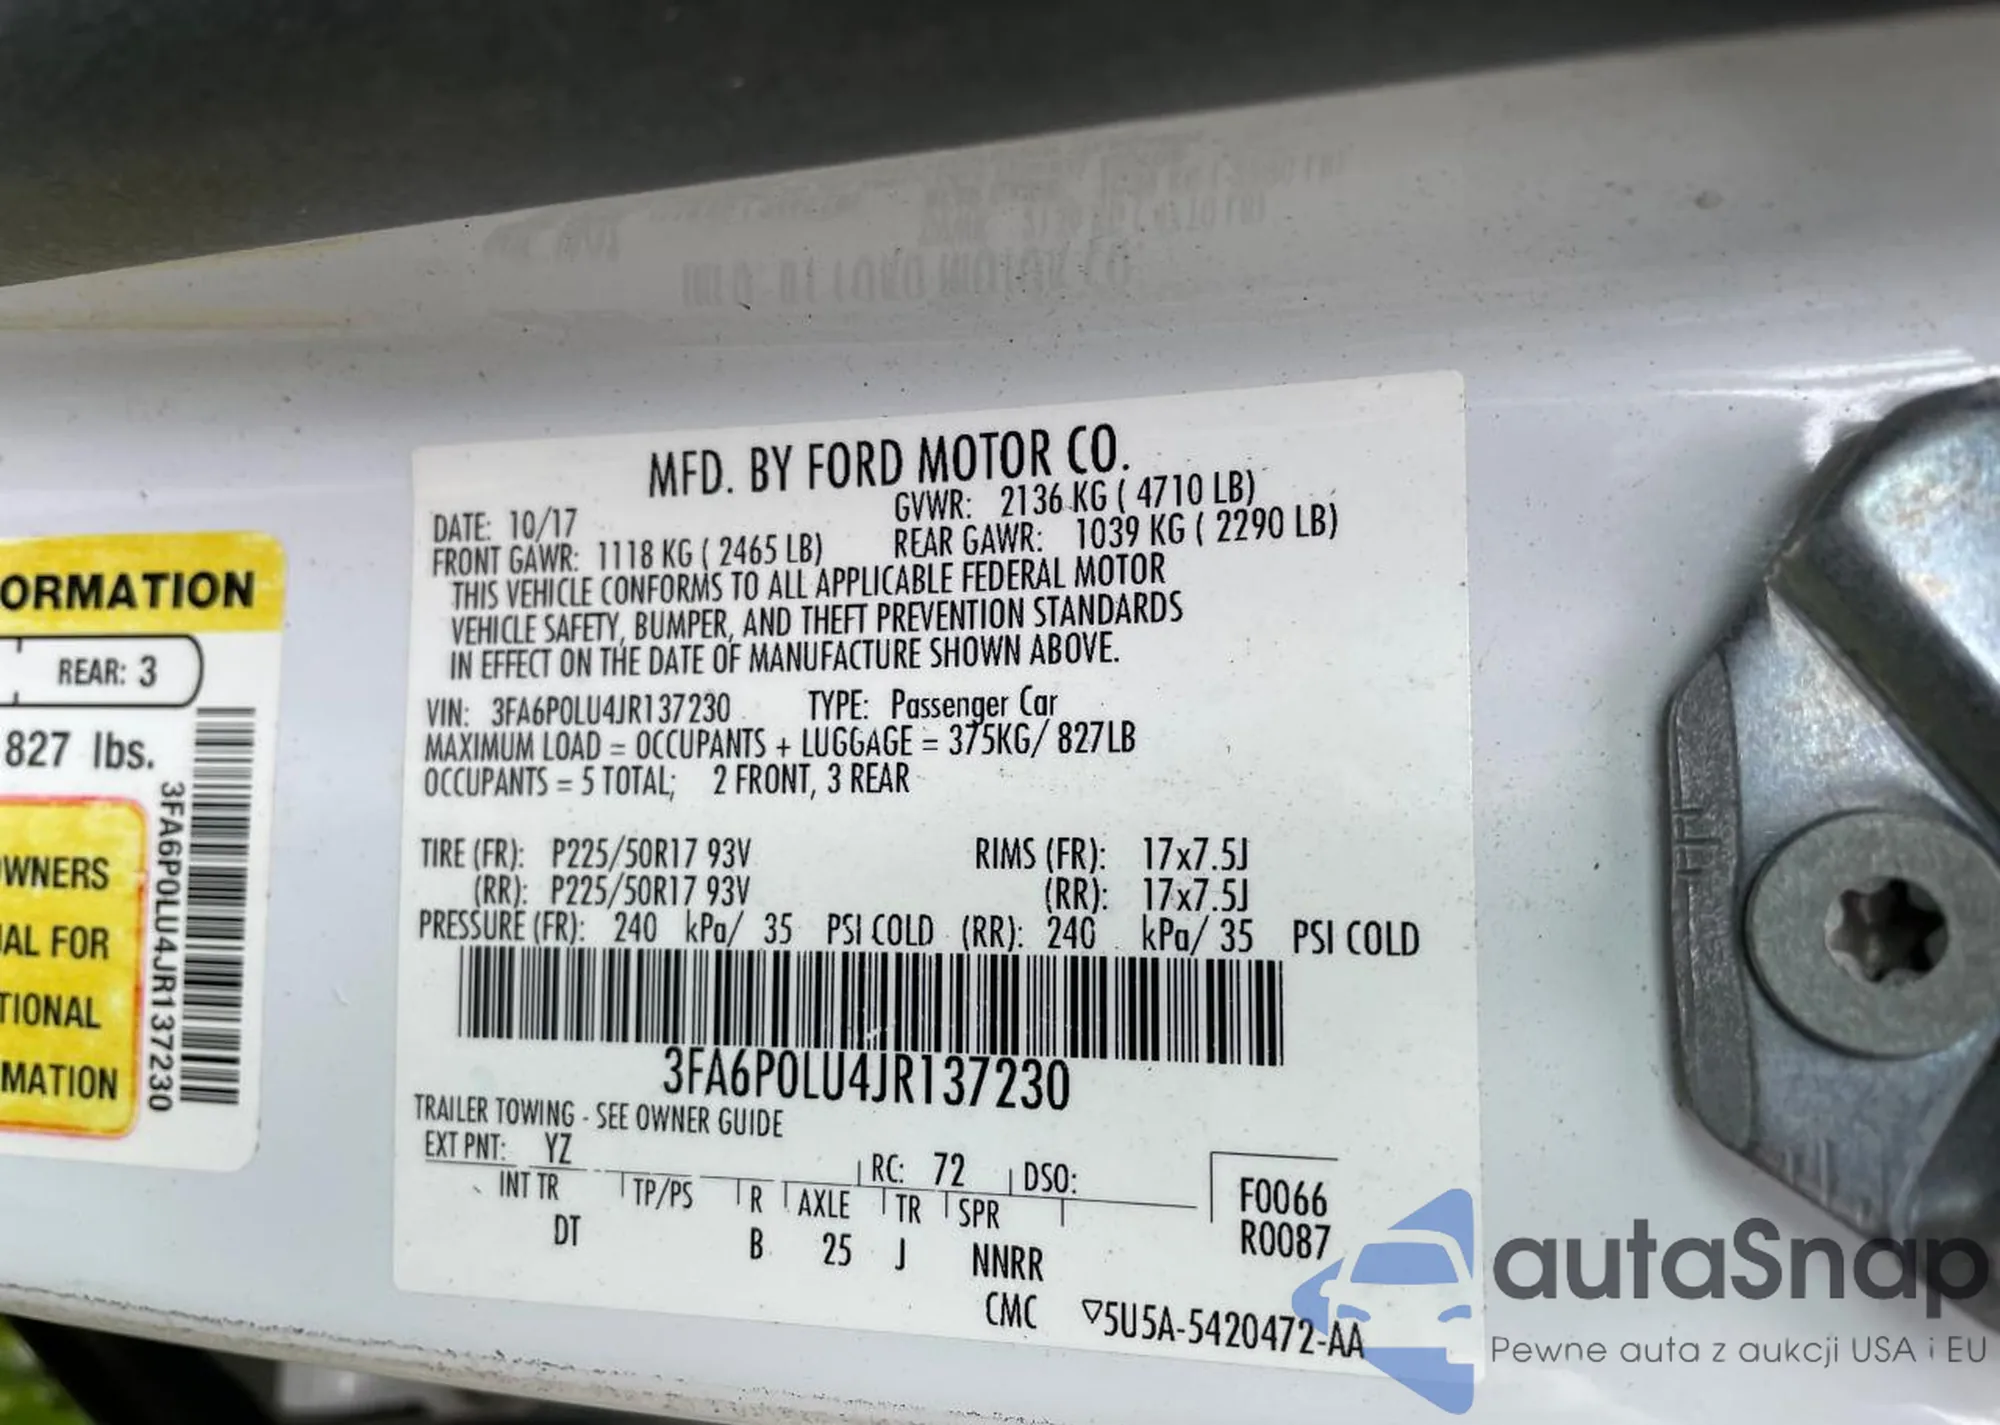 ORMATION
REAR: 3
827 lbs.
3FA6P0LU4JR137230
OWNERS
AL FOR
TIONAL
MATION
MFD. BY FORD MOTOR CO.
DATE: 10/17 GVWR: 2136 KG ( 4710 LB)
FRONT GAWR: 1118 KG ( 2465 LB) REAR GAWR: 1039 KG ( 2290 LB)
THIS VEHICLE CONFORMS TO ALL APPLICABLE FEDERAL MOTOR
VEHICLE SAFETY, BUMPER, AND THEFT PREVENTION STANDARDS
IN EFFECT ON THE DATE OF MANUFACTURE SHOWN ABOVE.
VIN: 3FA6P0LU4JR137230 TYPE: Passenger Car
MAXIMUM LOAD = OCCUPANTS + LUGGAGE = 375KG/ 827LB
OCCUPANTS = 5 TOTAL; 2 FRONT, 3 REAR
TIRE (FR): P225/50R17 93V RIMS (FR): 17x7.5J
(RR): P225/50R17 93V (RR): 17x7.5J
PRESSURE (FR): 240 kPa/ 35 PSI COLD (RR): 240 kPa/ 35 PSI COLD
3FA6P0LU4JR137230
TRAILER TOWING - SEE OWNER GUIDE
EXT PNT: YZ RC: 72 DSO:
INT TR TP/PS R AXLE TR SPR
DT B 25 J NNRR
F0066
R0087
CMC ▽5U5A-5420472-AA
autaSnap
Pewne auta z aukcji USA i EU